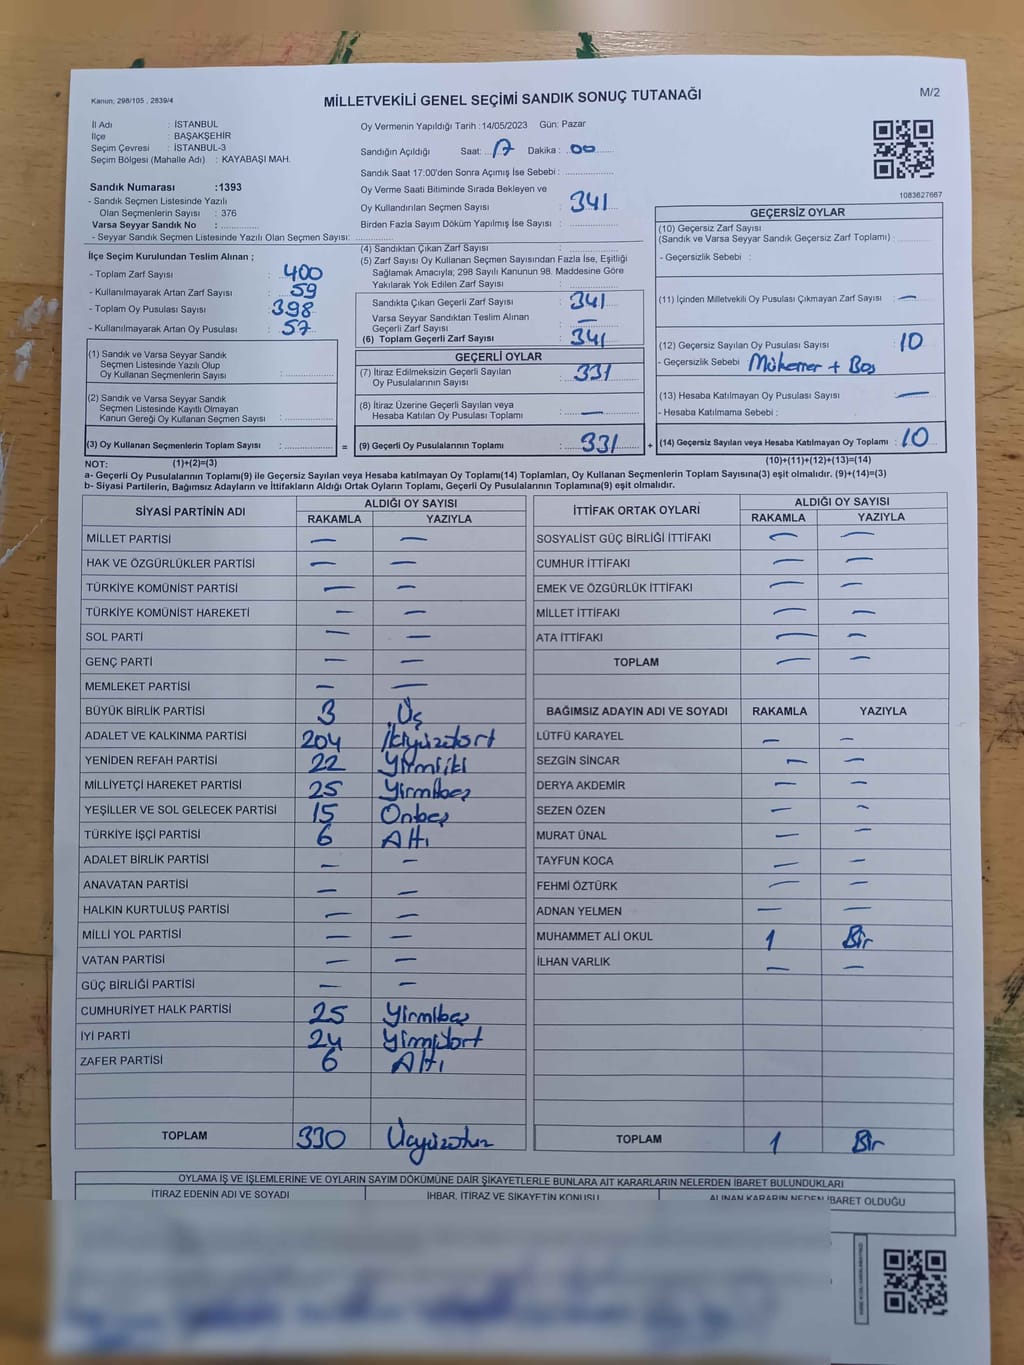 Kanun; 298/105 , 2839/4
MİLLETVEKİLİ GENEL SEÇİMİ SANDIK SONUÇ TUTANAĞI
M/2
İl Adı : İSTANBUL
İlçe : BAŞAKŞEHİR
Seçim Çevresi : İSTANBUL-3
Seçim Bölgesi (Mahalle Adı) : KAYABAŞI MAH.
Oy Vermenin Yapıldığı Tarih :14/05/2023 Gün: Pazar
Sandığın Açıldığı Saat: 17 Dakika : 00
Sandık Saat 17:00'den Sonra Açımış İse Sebebi :
Oy Verme Saati Bitiminde Sırada Bekleyen ve
Oy Kullandırılan Seçmen Sayısı 341
Birden Fazla Sayım Döküm Yapılmış İse Sayısı :
1083627667
Sandık Numarası :1393
- Sandık Seçmen Listesinde Yazılı
Olan Seçmenlerin Sayısı : 376
Varsa Seyyar Sandık No :
- Seyyar Sandık Seçmen Listesinde Yazılı Olan Seçmen Sayısı:
İlçe Seçim Kurulundan Teslim Alınan ;
- Toplam Zarf Sayısı : 400
- Kullanılmayarak Artan Zarf Sayısı : 59
- Toplam Oy Pusulası Sayısı : 398
- Kullanılmayarak Artan Oy Pusulası : 57
(1) Sandık ve Varsa Seyyar Sandık
Seçmen Listesinde Yazılı Olup
Oy Kullanan Seçmenlerin Sayısı :
(2) Sandık ve Varsa Seyyar Sandık
Seçmen Listesinde Kayıtlı Olmayan
Kanun Gereği Oy Kullanan Seçmen Sayısı :
(3) Oy Kullanan Seçmenlerin Toplam Sayısı :
(4) Sandıktan Çıkan Zarf Sayısı :
(5) Zarf Sayısı Oy Kullanan Seçmen Sayısından Fazla İse, Eşitliği
Sağlamak Amacıyla; 298 Sayılı Kanunun 98. Maddesine Göre
Yakılarak Yok Edilen Zarf Sayısı :
Sandıkta Çıkan Geçerli Zarf Sayısı : 341
Varsa Seyyar Sandıktan Teslim Alınan
Geçerli Zarf Sayısı : —
(6) Toplam Geçerli Zarf Sayısı : 341
GEÇERLİ OYLAR
(7) İtiraz Edilmeksizin Geçerli Sayılan
Oy Pusulalarının Sayısı : 331
(8) İtiraz Üzerine Geçerli Sayılan veya
Hesaba Katılan Oy Pusulası Toplamı : —
= (9) Geçerli Oy Pusulalarının Toplamı : 331 +
GEÇERSİZ OYLAR
(10) Geçersiz Zarf Sayısı
(Sandık ve Varsa Seyyar Sandık Geçersiz Zarf Toplamı)
- Geçersizlik Sebebi :
(11) İçinden Milletvekili Oy Pusulası Çıkmayan Zarf Sayısı : —
(12) Geçersiz Sayılan Oy Pusulası Sayısı : 10
- Geçersizlik Sebebi Mükerrer + Boş
(13) Hesaba Katılmayan Oy Pusulası Sayısı : —
- Hesaba Katılmama Sebebi :
(14) Geçersiz Sayılan veya Hesaba Katılmayan Oy Toplamı : 10
NOT: (1)+(2)=(3)
(10)+(11)+(12)+(13)=(14)
a- Geçerli Oy Pusulalarının Toplamı(9) ile Geçersiz Sayılan veya Hesaba katılmayan Oy Toplam(14) Toplamları, Oy Kullanan Seçmenlerin Toplam Sayısına(3) eşit olmalıdır. (9)+(14)=(3)
b- Siyasi Partilerin, Bağımsız Adayların ve İttifakların Aldığı Ortak Oyların Toplamı, Geçerli Oy Pusulalarının Toplamına(9) eşit olmalıdır.
SİYASİ PARTİNİN ADI ALDIĞI OY SAYISI
RAKAMLA YAZIYLA
MİLLET PARTİSİ — —
HAK VE ÖZGÜRLÜKLER PARTİSİ — —
TÜRKİYE KOMÜNİST PARTİSİ — —
TÜRKİYE KOMÜNİST HAREKETİ — —
SOL PARTİ — —
GENÇ PARTİ — —
MEMLEKET PARTİSİ — —
BÜYÜK BİRLİK PARTİSİ 3 Üç
ADALET VE KALKINMA PARTİSİ 204 İkiyüzdört
YENİDEN REFAH PARTİSİ 22 Yirmiiki
MİLLİYETÇİ HAREKET PARTİSİ 25 Yirmibeş
YEŞİLLER VE SOL GELECEK PARTİSİ 15 Onbeş
TÜRKİYE İŞÇİ PARTİSİ 6 Altı
ADALET BİRLİK PARTİSİ — —
ANAVATAN PARTİSİ — —
HALKIN KURTULUŞ PARTİSİ — —
MİLLİ YOL PARTİSİ — —
VATAN PARTİSİ — —
GÜÇ BİRLİĞİ PARTİSİ — —
CUMHURİYET HALK PARTİSİ 25 Yirmibeş
İYİ PARTİ 24 Yirmidört
ZAFER PARTİSİ 6 Altı
TOPLAM 330 Üçyüzotuz
İTTİFAK ORTAK OYLARI ALDIĞI OY SAYISI
RAKAMLA YAZIYLA
SOSYALİST GÜÇ BİRLİĞİ İTTİFAKI — —
CUMHUR İTTİFAKI — —
EMEK VE ÖZGÜRLÜK İTTİFAKI — —
MİLLET İTTİFAKI — —
ATA İTTİFAKI — —
TOPLAM — —
BAĞIMSIZ ADAYIN ADI VE SOYADI RAKAMLA YAZIYLA
LÜTFÜ KARAYEL — —
SEZGİN SİNCAR — —
DERYA AKDEMİR — —
SEZEN ÖZEN — —
MURAT ÜNAL — —
TAYFUN KOCA — —
FEHMİ ÖZTÜRK — —
ADNAN YELMEN — —
MUHAMMET ALİ OKUL 1 Bir
İLHAN VARLIK — —
TOPLAM 1 Bir
OYLAMA İŞ VE İŞLEMLERİNE VE OYLARIN SAYIM DÖKÜMÜNE DAİR ŞİKAYETLERLE BUNLARA AİT KARARLARIN NELERDEN İBARET BULUNDUKLARI
İTİRAZ EDENİN ADI VE SOYADI İHBAR, İTİRAZ VE ŞİKAYETİN KONUSU ALINAN KARARIN NEDEN İBARET OLDUĞU